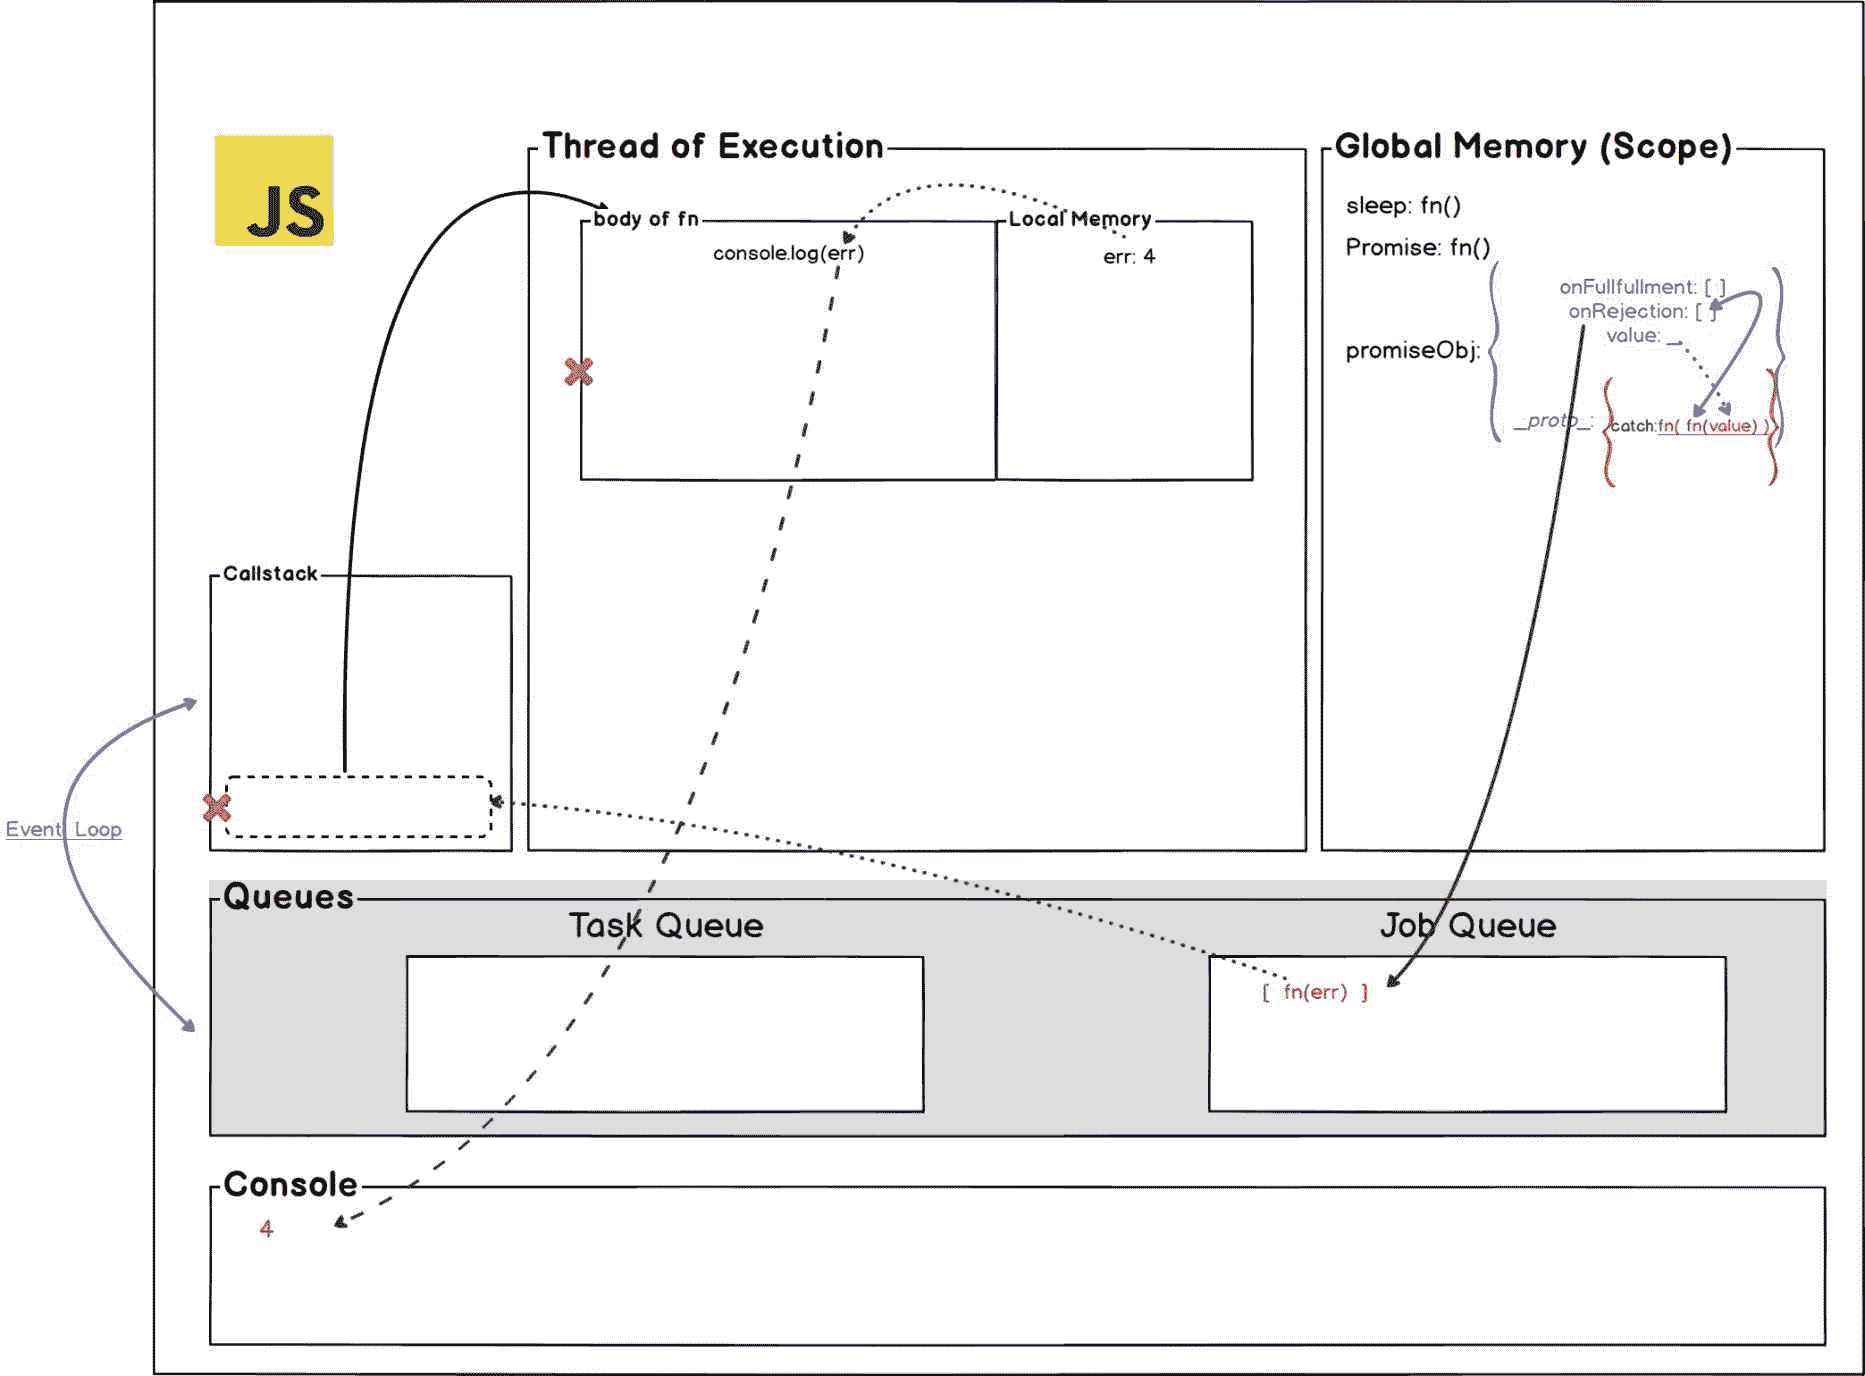 JS
Thread of Execution
body of fn
console.log(err)
Local Memory
err: 4
Global Memory (Scope)
sleep: fn()
Promise: fn()
promiseObj:
onFullfullment: [ ]
onRejection: [ ]
value: _
_proto_:
catch:fn( fn(value) )
Callstack
Event Loop
Queues
Task Queue
Job Queue
[ fn(err) ]
Console
4